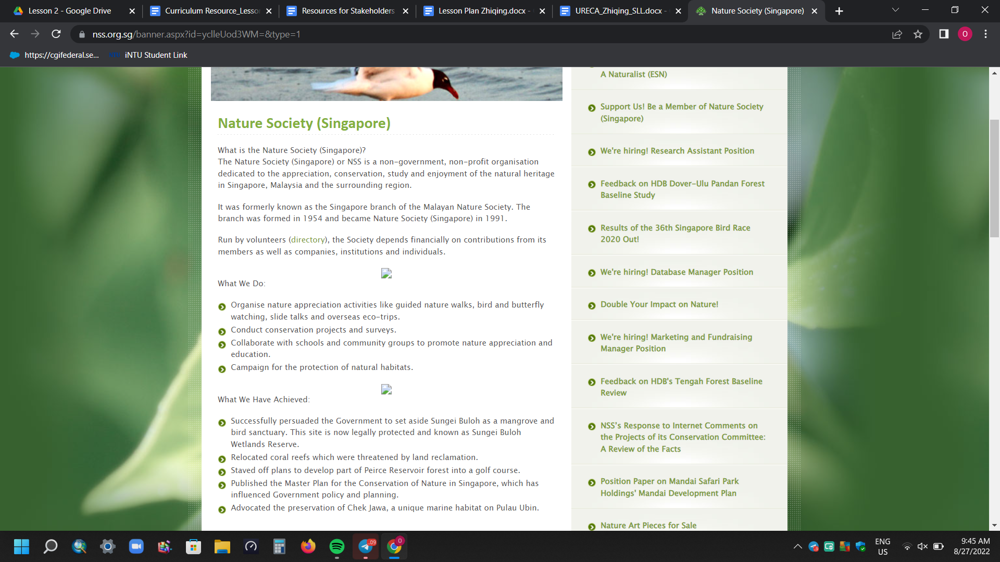 Lesson 2 - Google Drive
Curriculum Resource_Lesso
Resources for Stakeholders
Lesson Plan Zhiqing.docx -
URECA_Zhiqing_SLL.docx -
Nature Society (Singapore)
nss.org.sg/banner.aspx?id=yclleUod3WM=&type=1
O
https://cgifederal.se...
iNTU Student Link
Nature Society (Singapore)
What is the Nature Society (Singapore)?
The Nature Society (Singapore) or NSS is a non-government, non-profit organisation
dedicated to the appreciation, conservation, study and enjoyment of the natural heritage
in Singapore, Malaysia and the surrounding region.
It was formerly known as the Singapore branch of the Malayan Nature Society. The
branch was formed in 1954 and became Nature Society (Singapore) in 1991.
Run by volunteers (directory), the Society depends financially on contributions from its
members as well as companies, institutions and individuals.
What We Do:
Organise nature appreciation activities like guided nature walks, bird and butterfly
watching, slide talks and overseas eco-trips.
Conduct conservation projects and surveys.
Collaborate with schools and community groups to promote nature appreciation and
education.
Campaign for the protection of natural habitats.
What We Have Achieved:
Successfully persuaded the Government to set aside Sungei Buloh as a mangrove and
bird sanctuary. This site is now legally protected and known as Sungei Buloh
Wetlands Reserve.
Relocated coral reefs which were threatened by land reclamation.
Staved off plans to develop part of Peirce Reservoir forest into a golf course.
Published the Master Plan for the Conservation of Nature in Singapore, which has
influenced Government policy and planning.
Advocated the preservation of Chek Jawa, a unique marine habitat on Pulau Ubin.
A Naturalist (ESN)
Support Us! Be a Member of Nature Society
(Singapore)
We're hiring! Research Assistant Position
Feedback on HDB Dover-Ulu Pandan Forest
Baseline Study
Results of the 36th Singapore Bird Race
2020 Out!
We're hiring! Database Manager Position
Double Your Impact on Nature!
We're hiring! Marketing and Fundraising
Manager Position
Feedback on HDB's Tengah Forest Baseline
Review
NSS's Response to Internet Comments on
the Projects of its Conservation Committee:
A Review of the Facts
Position Paper on Mandai Safari Park
Holdings' Mandai Development Plan
Nature Art Pieces for Sale
ENG
US
9:45 AM
8/27/2022